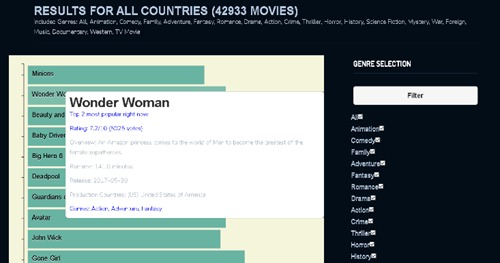 RESULTS FOR ALL COUNTRIES (42933 MOVIES)
Included Genres: All, Animation, Comedy, Family, Adventure, Fantasy, Romance, Drama, Action, Crime, Thriller, Horror, History, Science Fiction, Mystery, War, Foreign,
Music, Documentary, Western, TV Movie
GENRE SELECTION
Filter
Minions
Wonder Wo
Beauty and
Baby Driver
Big Hero 6
Deadpool
Guardians o
Avatar
John Wick
Gone Girl
Wonder Woman
Top 2 most popular right now
Rating: 7.2/10 (5025 votes)
Overview: An Amazon princess comes to the world of Man to become the greatest of the
female superheroes.
Runtime: 141.0 minutes
Release: 2017-05-30
Production Countries: (US) United States of America
Genres: Action, Adventure, Fantasy
All
Animation
Comedy
Family
Adventure
Fantasy
Romance
Drama
Action
Crime
Thriller
Horror
History